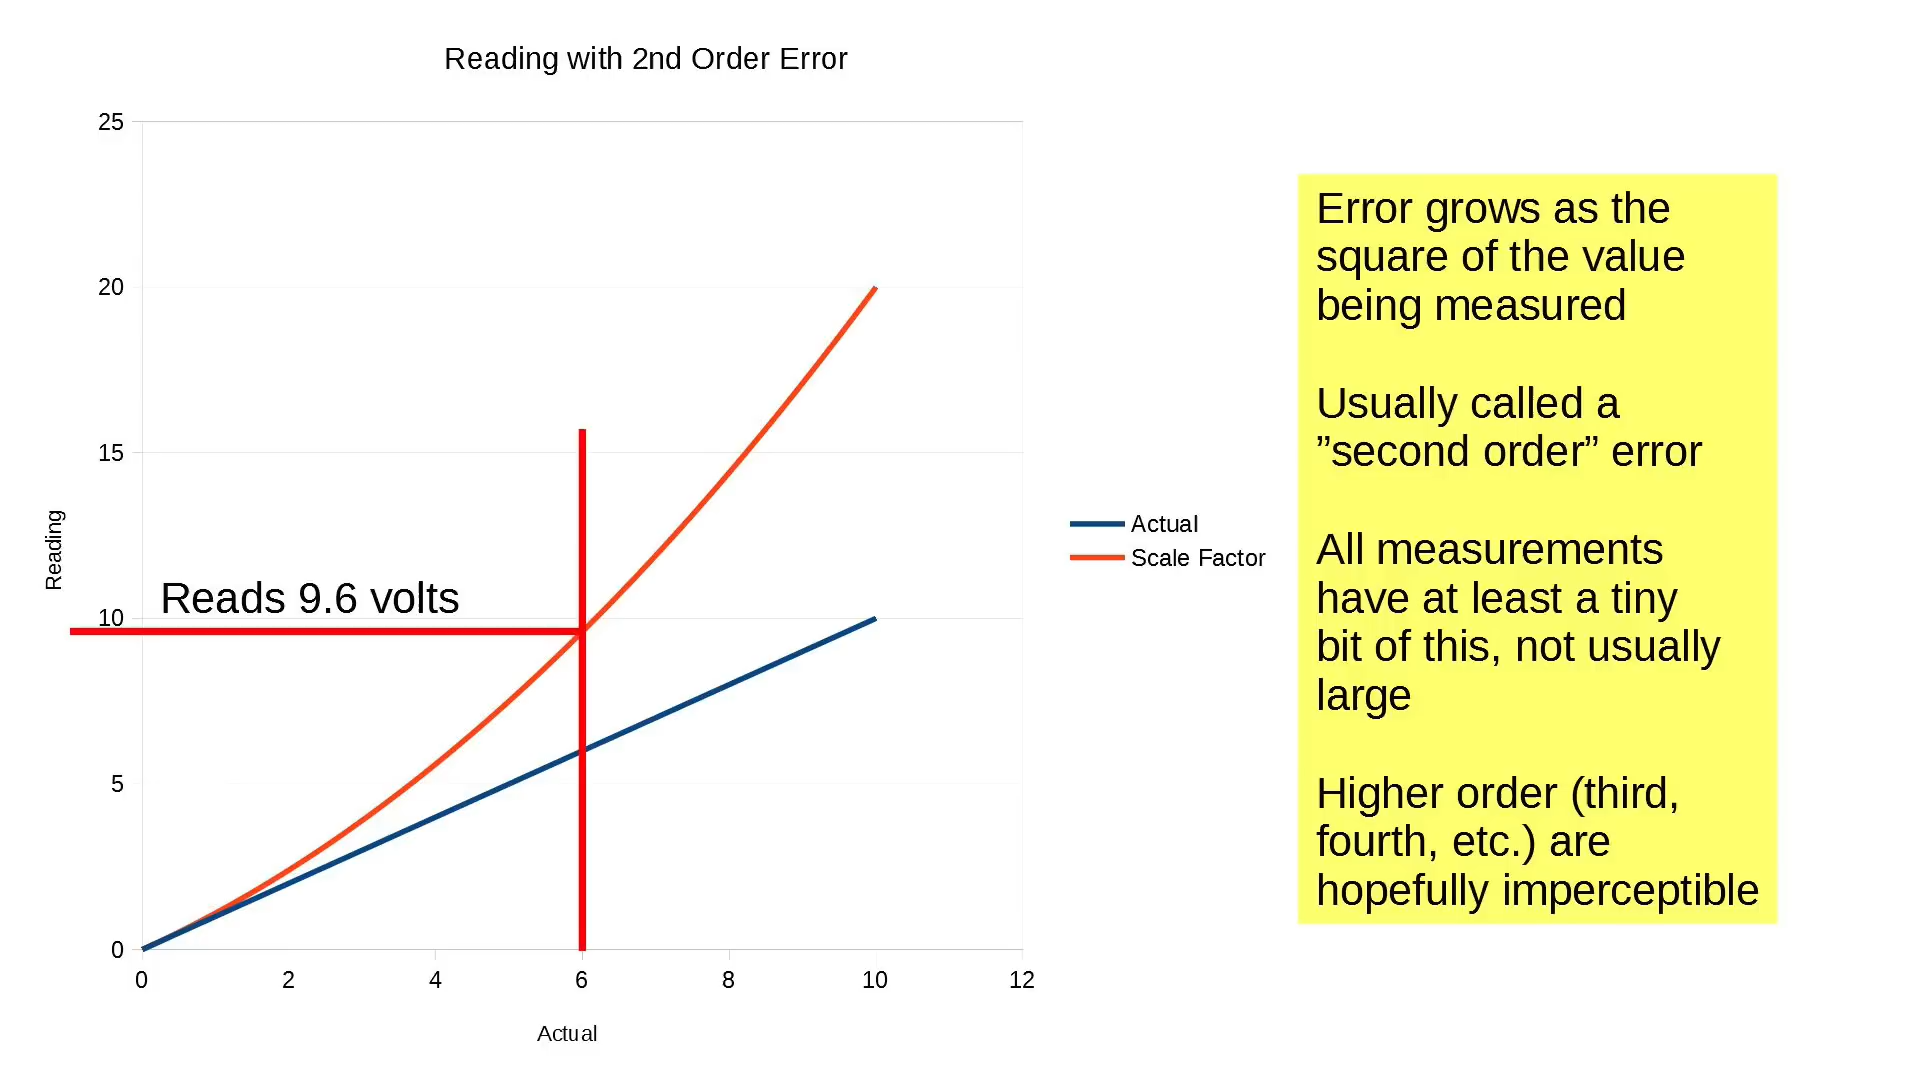 Reading with 2nd Order Error
25
20
15
10
5
0
Reading
Reads 9.6 volts
0 2 4 6 8 10 12
Actual
Actual
Scale Factor
Error grows as the
square of the value
being measured
Usually called a
”second order” error
All measurements
have at least a tiny
bit of this, not usually
large
Higher order (third,
fourth, etc.) are
hopefully imperceptible